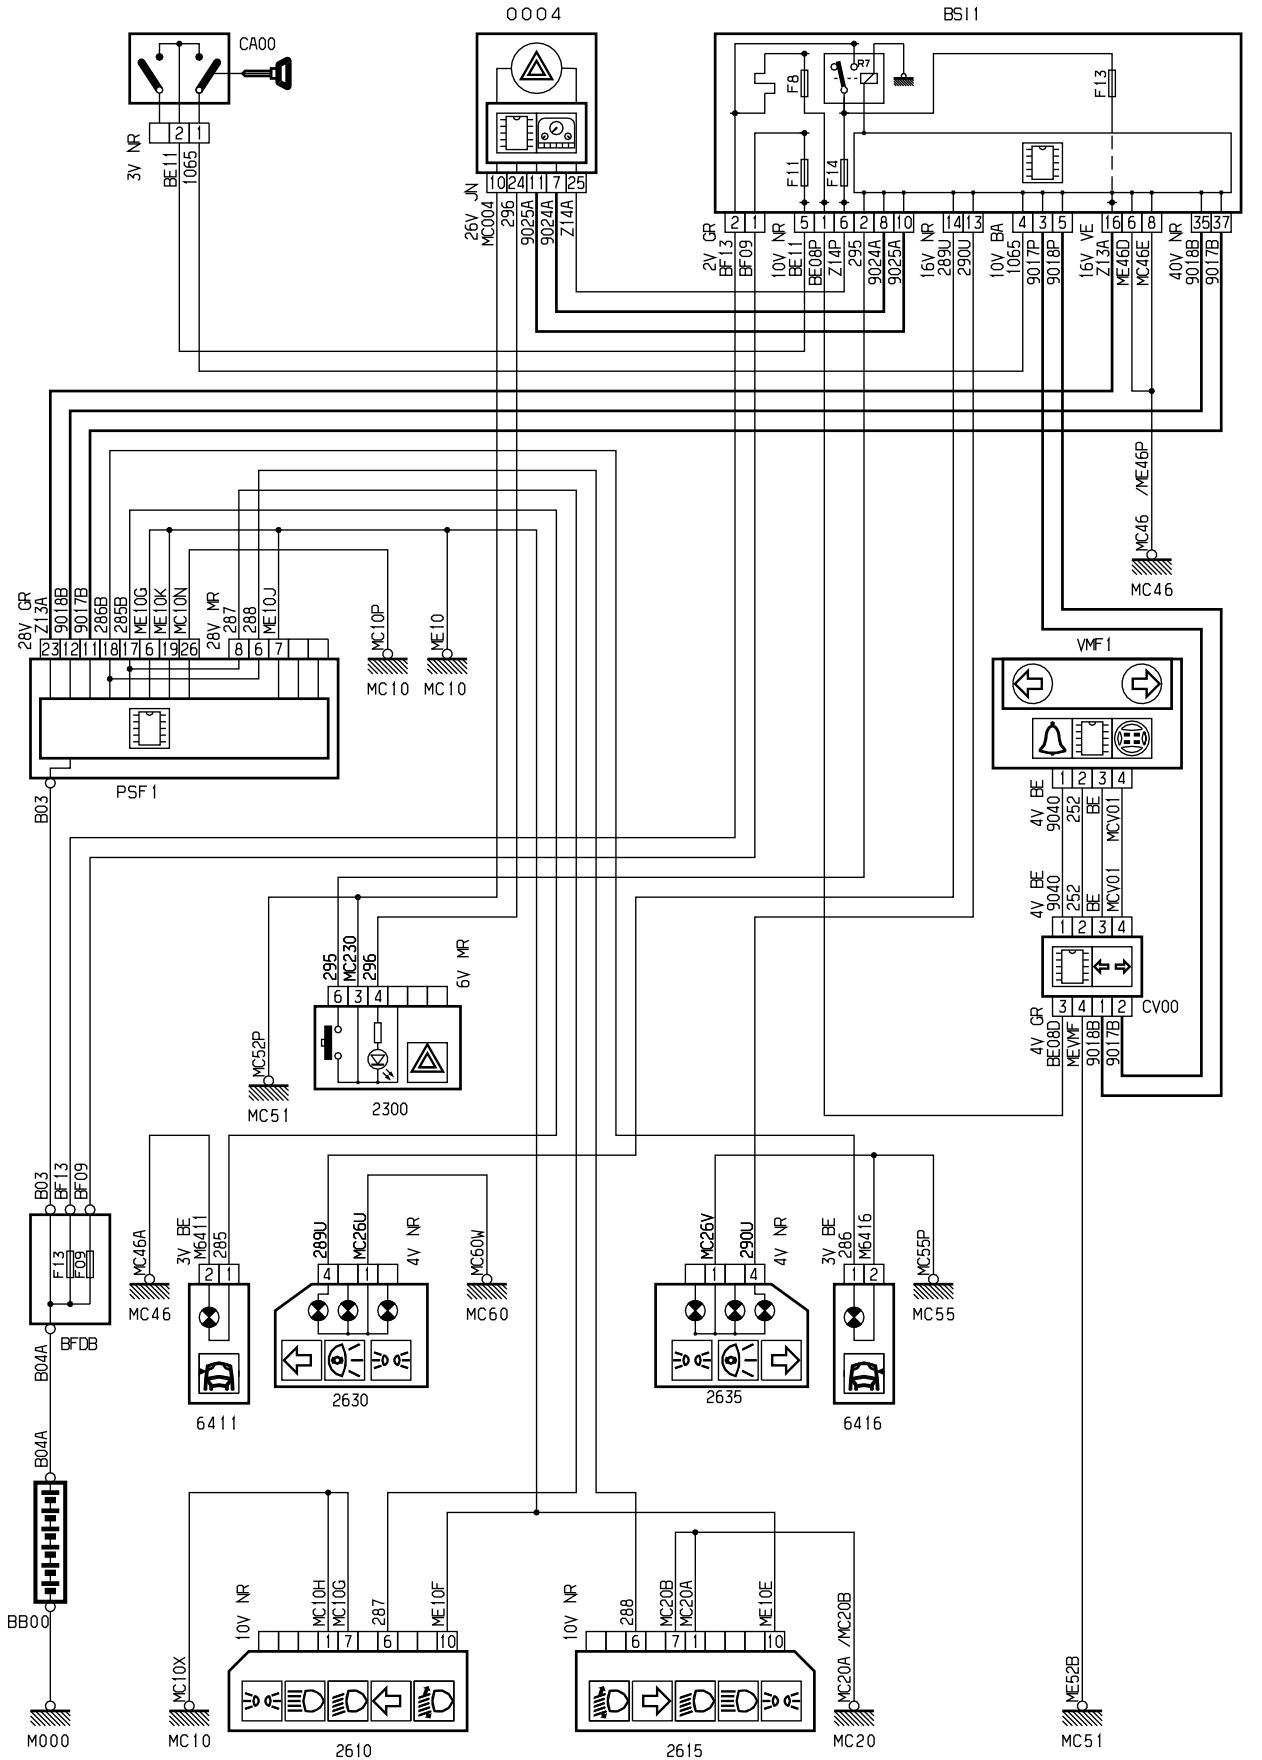 0004
BSI1
CA00
R7
F8
F13
2 1
3V NR
BE11
1065
F11
F14
10 24 11 7 25
26V JN
MC004
296
9025A
9024A
Z14A
2 1
5 1 6 2 8 10
14 13
4 3 5
16 6 8
35 37
2V GR
BF13
BF09
10V NR
BE11
BE08P
Z14P
295
9024A
9025A
16V NR
289U
290U
10V BA
1065
9017P
9018P
16V VE
Z13A
ME46D
MC46E
40V NR
9018B
9017B
MC46 /ME46P
MC46
28V GR
Z13A
9018B
9017B
286B
285B
ME10G
ME10K
MC10N
28V MR
287
288
ME10J
MC10P
ME10
23 12 11 18 17 6 19 26
8 6 7
MC10
MC10
PSF1
B03
VMF1
1 2 3 4
4V BE
9040
252
BE
MCV01
4V BE
9040
252
BE
MCV01
1 2 3 4
CV00
3 4 1 2
4V GR
BE08D
MEVMF
9018B
9017B
295
MC230
296
6V MR
6 3 4
2300
MC52P
MC51
B03
BF13
BF09
F13
F09
BFDB
B04A
B04A
BB00
M000
MC46A
MC46
3V BE
M6411
285
2 1
6411
289U
MC26U
4V NR
4 1
2630
MC60W
MC60
MC26V
290U
4V NR
1 4
2635
3V BE
286
M6416
1 2
6416
MC55P
MC55
MC10X
MC10
10V NR
MC10H
MC10G
287
ME10F
1 7 6 10
2610
10V NR
288
MC20B
MC20A
ME10E
6 7 1 10
2615
MC20A /MC20B
MC20
ME52B
MC51